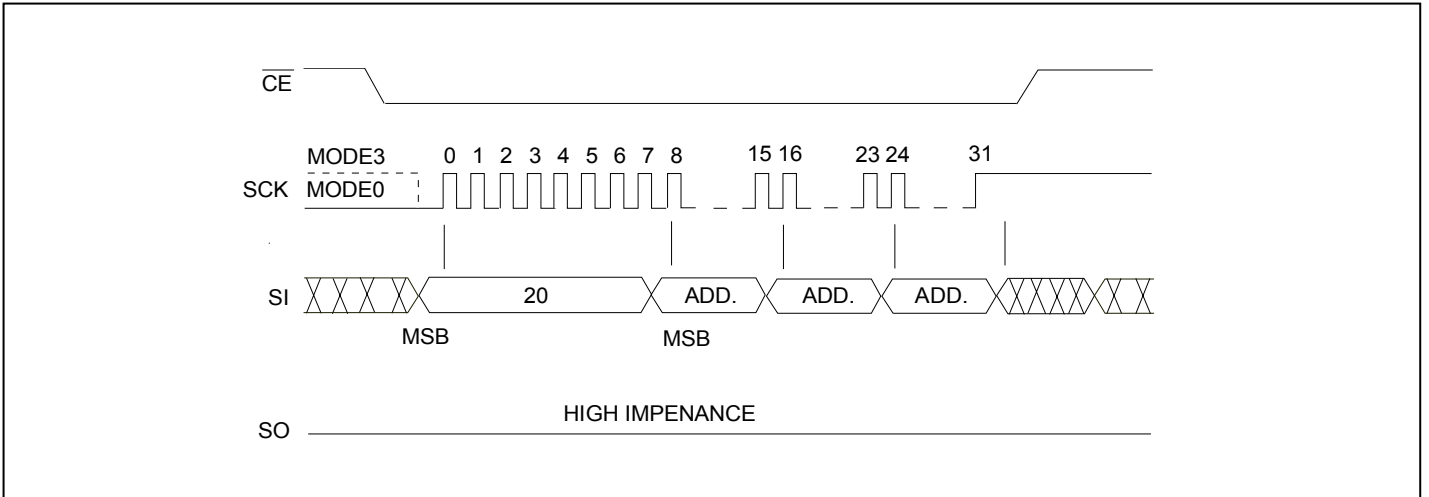 CE
MODE3 0 1 2 3 4 5 6 7 8 15 16 23 24 31
SCK MODE0
SI 20 ADD. ADD. ADD.
MSB MSB
HIGH IMPENANCE
SO